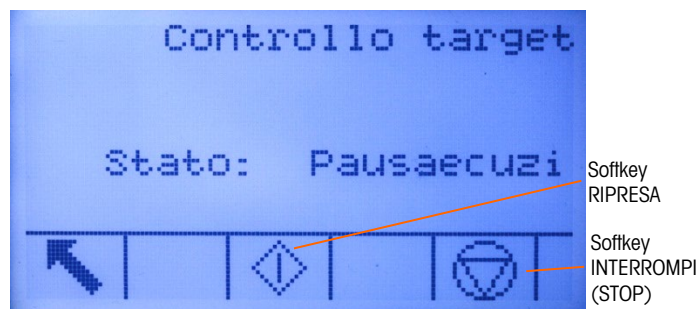 Controllo target
Stato: Pausaecuzi
Softkey
RIPRESA
Softkey
INTERROMPI
(STOP)